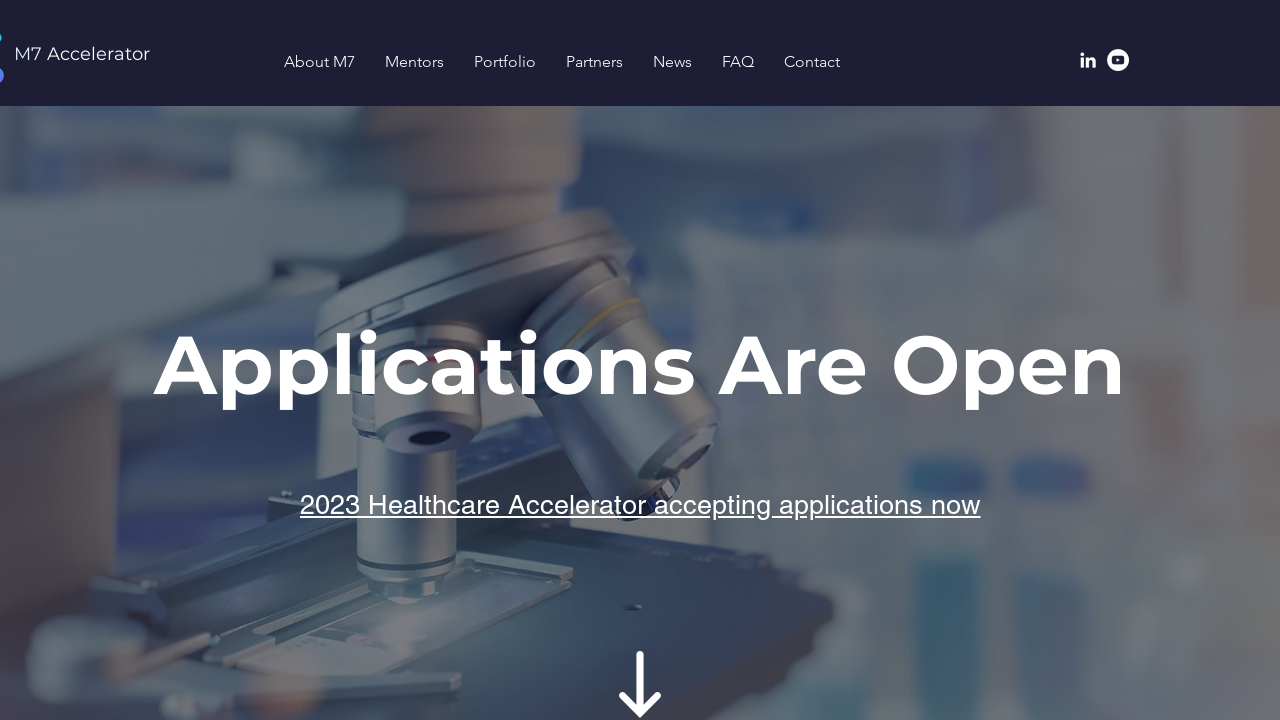 M7 Accelerator
About M7 Mentors Portfolio Partners News FAQ Contact
Applications Are Open
2023 Healthcare Accelerator accepting applications now